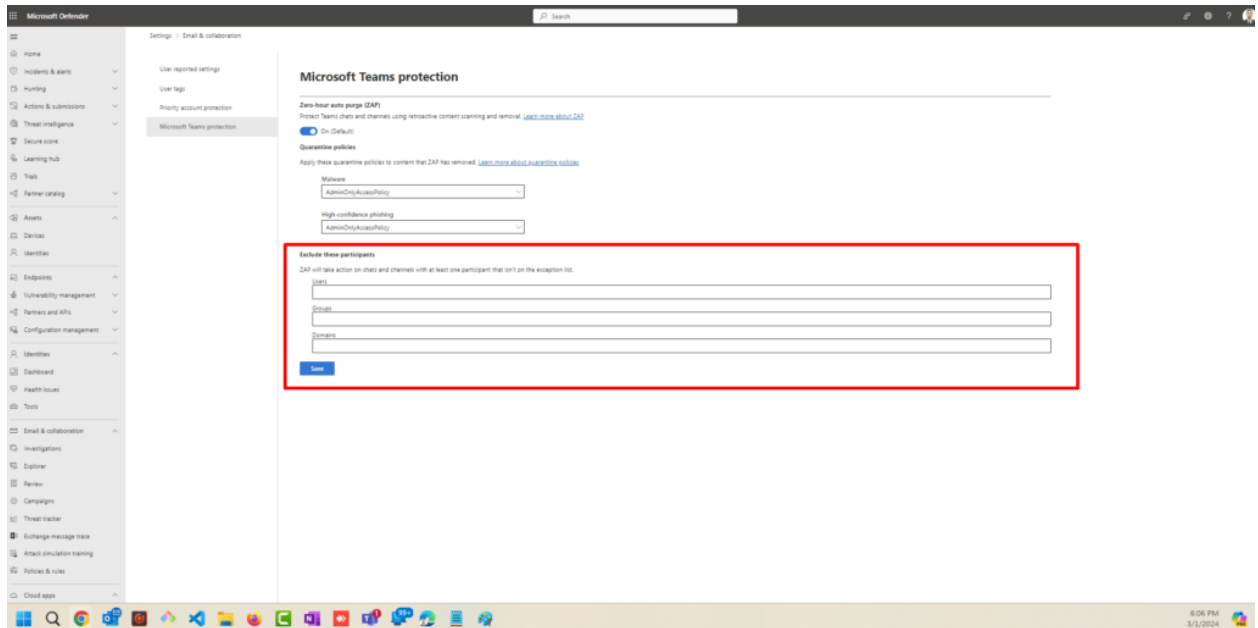 Microsoft Defender
Search
Settings > Email & collaboration
Home
Incidents & alerts
Hunting
Actions & submissions
Threat intelligence
Secure score
Learning hub
Trials
Partner catalog
Assets
Devices
Identities
Endpoints
Vulnerability management
Partners and APIs
Configuration management
Identities
Dashboard
Health issues
Tools
Email & collaboration
Investigations
Explorer
Review
Campaigns
Threat tracker
Exchange message trace
Attack simulation training
Policies & rules
Cloud apps
User reported settings
User tags
Priority account protection
Microsoft Teams protection
Microsoft Teams protection
Zero-hour auto purge (ZAP)
Protect Teams chats and channels using retroactive content scanning and removal. Learn more about ZAP
On (Default)
Quarantine policies
Apply these quarantine policies to content that ZAP has removed. Learn more about quarantine policies
Malware
AdminOnlyAccessPolicy
High-confidence phishing
AdminOnlyAccessPolicy
Exclude these participants
ZAP will take action on chats and channels with at least one participant that isn't on the exception list.
Users
Groups
Domains
Save
99+
6:06 PM
3/1/2024